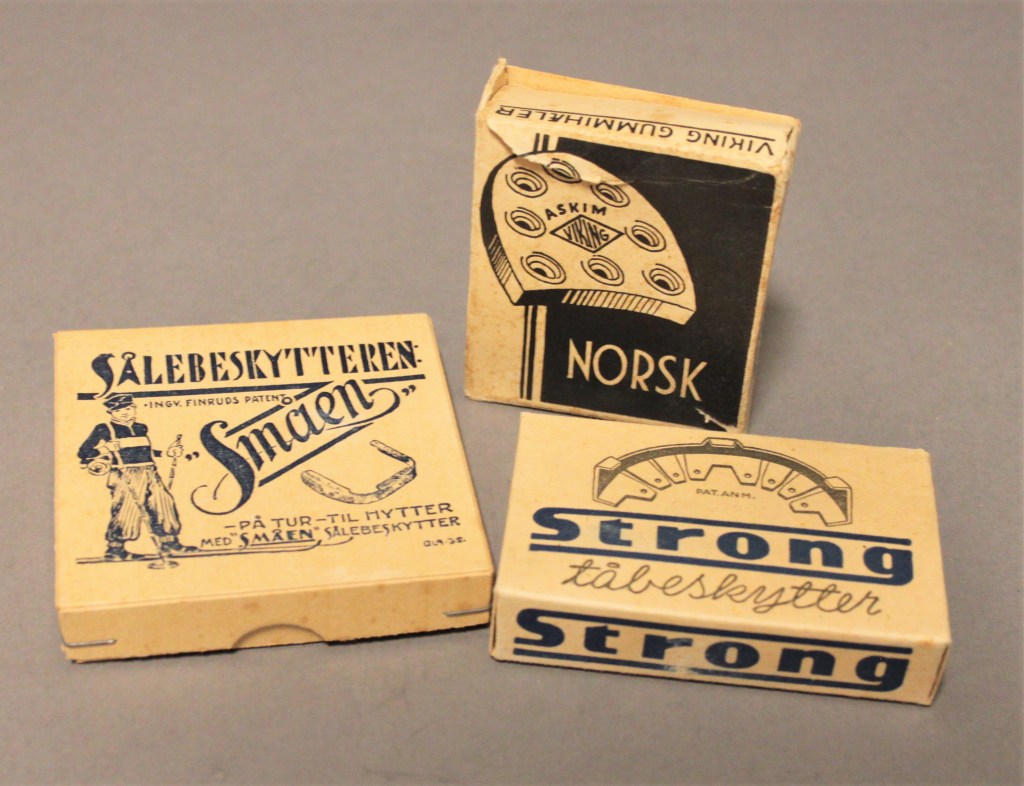 SÅLEBESKYTTEREN:
•INGV. FINRUDS PATENT
„Småen”
—PÅ TUR—TIL HYTTER
MED "SMÅEN" SÅLEBESKYTTER
VIKING GUMMIHÆLER
ASKIM
VIKING
NORSK
PAT. ANM.
Strong
tåbeskytter
Strong